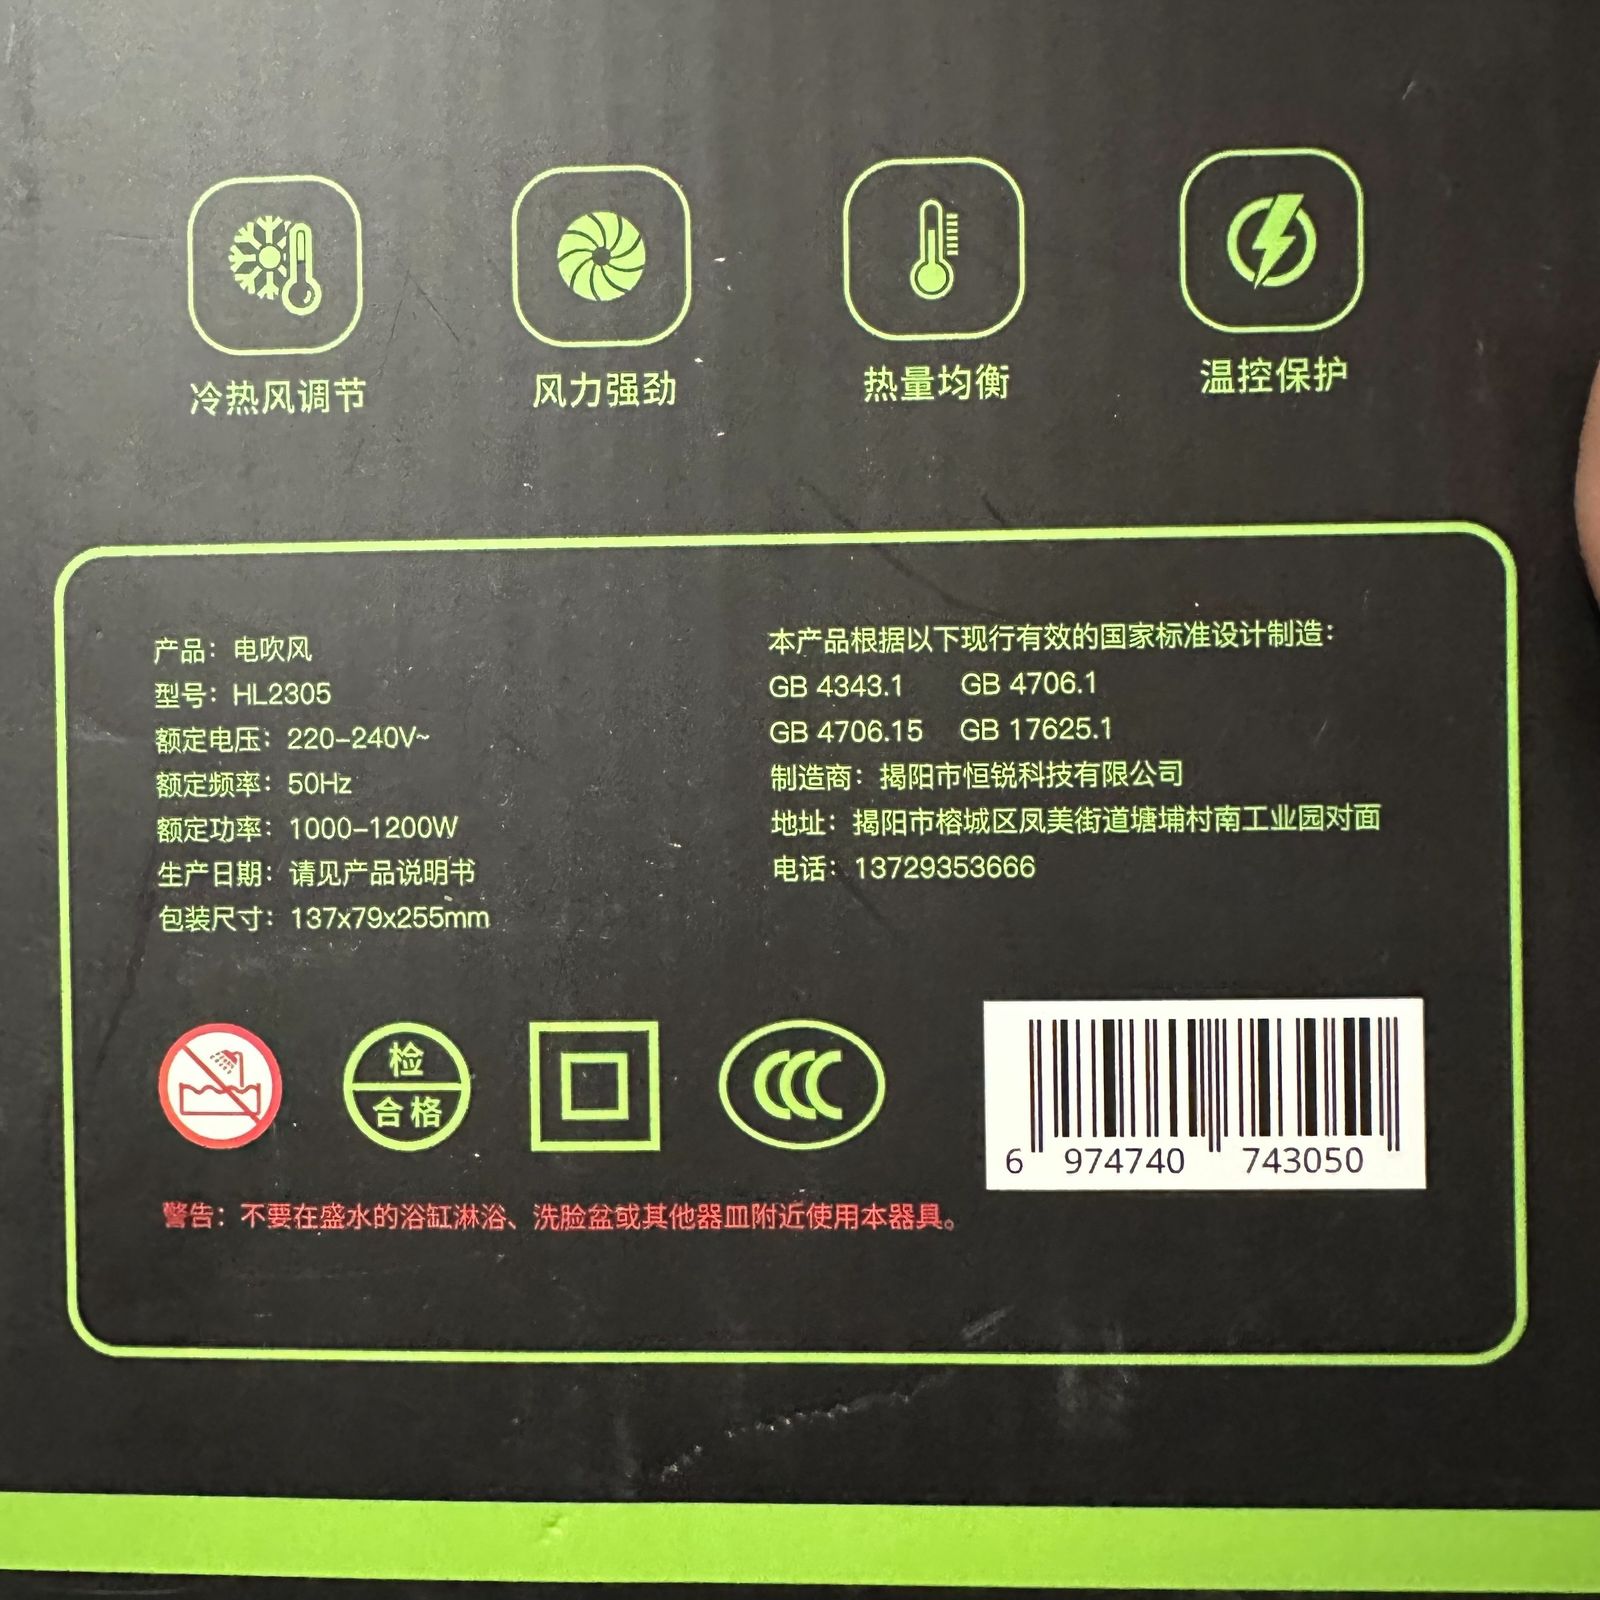 冷热风调节
风力强劲
热量均衡
温控保护
产品：电吹风
型号：HL2305
额定电压：220-240V~
额定频率：50Hz
额定功率：1000-1200W
生产日期：请见产品说明书
包装尺寸：137x79x255mm
本产品根据以下现行有效的国家标准设计制造：
GB 4343.1 GB 4706.1
GB 4706.15 GB 17625.1
制造商：揭阳市恒锐科技有限公司
地址：揭阳市榕城区凤美街道塘埔村南工业园对面
电话：13729353666
检
合格
CCC
6 974740 743050
警告：不要在盛水的浴缸淋浴、洗脸盆或其他器皿附近使用本器具。